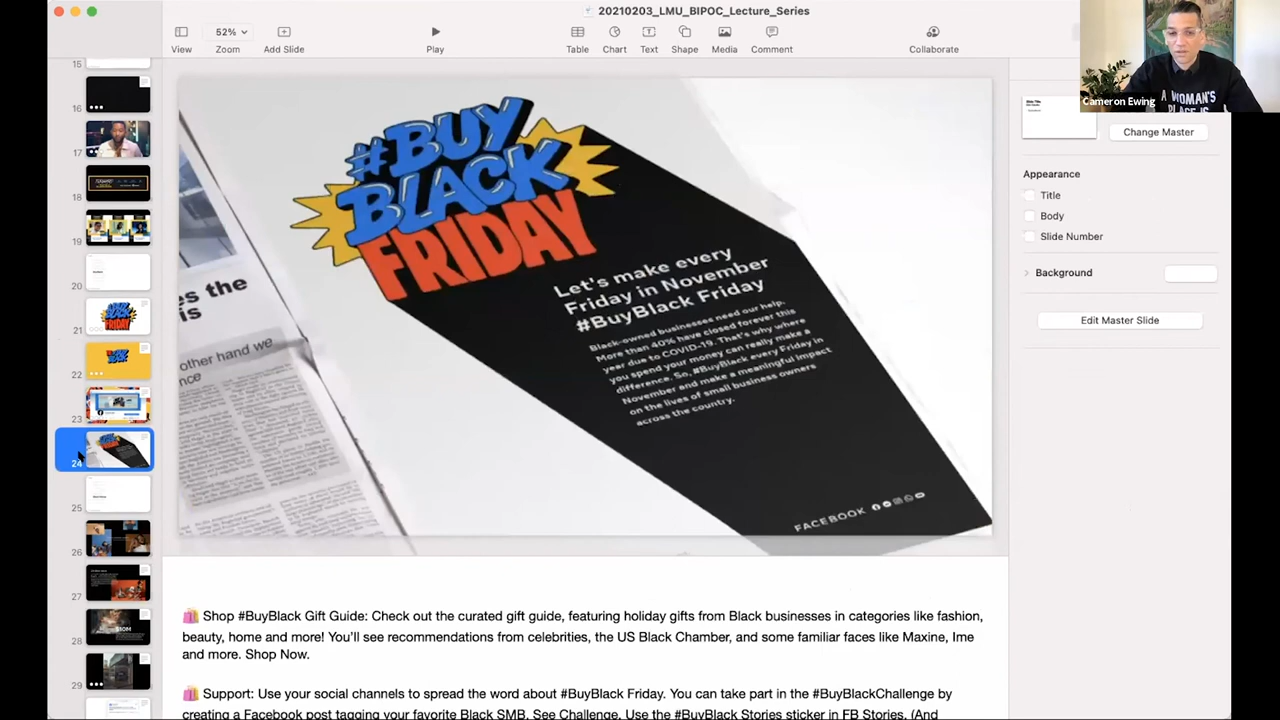 20210203_LMU_BIPOC_Lecture_Series
52%
View
Zoom
Add Slide
Play
Table
Chart
Text
Shape
Media
Comment
Collaborate
Cameron Ewing
A WOMAN'S
PLACE IS
15
16
17
18
19
20
21
22
23
24
25
26
27
28
29
#BUY
BLACK
FRIDAY
Let's make every
Friday in November
#BuyBlack Friday
Black-owned businesses need our help.
More than 40% have closed forever this
year due to COVID-19. That's why where
you spend your money can really make a
difference. So, #BuyBlack every Friday in
November and make a meaningful impact
on the lives of small business owners
across the country.
FACEBOOK
es the
is
other hand we
nce
Change Master
Appearance
Title
Body
Slide Number
Background
Edit Master Slide
🛍️ Shop #BuyBlack Gift Guide: Check out the curated gift guide, featuring holiday gifts from Black businesses in categories like fashion,
beauty, home and more! You'll see recommendations from celebrities, the US Black Chamber, and some familiar faces like Maxine, Ime
and more. Shop Now.
🛍️ Support: Use your social channels to spread the word about #BuyBlack Friday. You can take part in the #BuyBlackChallenge by
creating a Facebook post tagging your favorite Black SMB. See Challenge. Use the #BuyBlack Stories sticker in FB Stories. (And